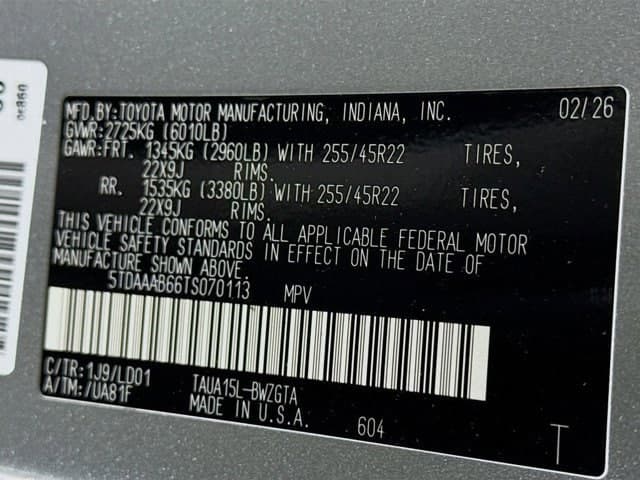 MFD.BY:TOYOTA MOTOR MANUFACTURING, INDIANA, INC. 02/26
GVWR:2725KG (6010LB)
GAWR:FRT. 1345KG (2960LB) WITH 255/45R22 TIRES,
22X9J RIMS.
RR. 1535KG (3380LB) WITH 255/45R22 TIRES,
22X9J RIMS.
THIS VEHICLE CONFORMS TO ALL APPLICABLE FEDERAL MOTOR
VEHICLE SAFETY STANDARDS IN EFFECT ON THE DATE OF
MANUFACTURE SHOWN ABOVE.
5TDAAAB66TS070113 MPV
C/TR:1J9/LD01 TAUA15L-BWZGTA
A/TM:/UA81F MADE IN U.S.A. 604 T